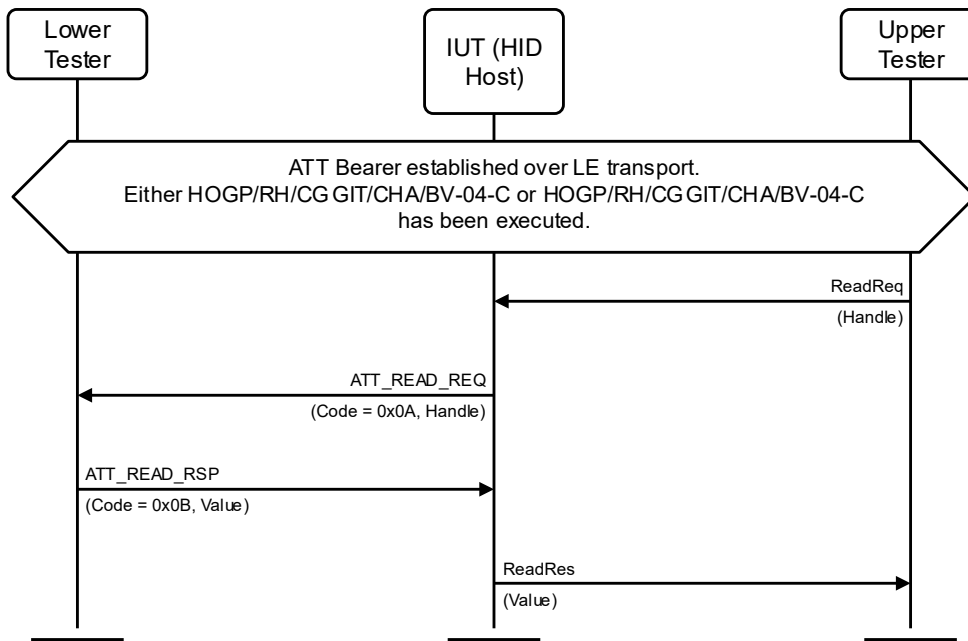 Lower
Tester
IUT (HID
Host)
Upper
Tester
ATT Bearer established over LE transport.
Either HOGP/RH/CGGIT/CHA/BV-04-C or HOGP/RH/CGGIT/CHA/BV-04-C
has been executed.
ReadReq
(Handle)
ATT_READ_REQ
(Code = 0x0A, Handle)
ATT_READ_RSP
(Code = 0x0B, Value)
ReadRes
(Value)